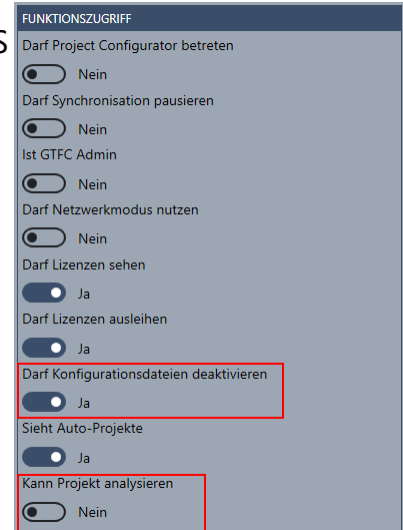 S
FUNKTIONSZUGRIFF
Darf Project Configurator betreten
Nein
Darf Synchronisation pausieren
Nein
Ist GTFC Admin
Nein
Darf Netzwerkmodus nutzen
Nein
Darf Lizenzen sehen
Ja
Darf Lizenzen ausleihen
Ja
Darf Konfigurationsdateien deaktivieren
Ja
Sieht Auto-Projekte
Ja
Kann Projekt analysieren
Nein